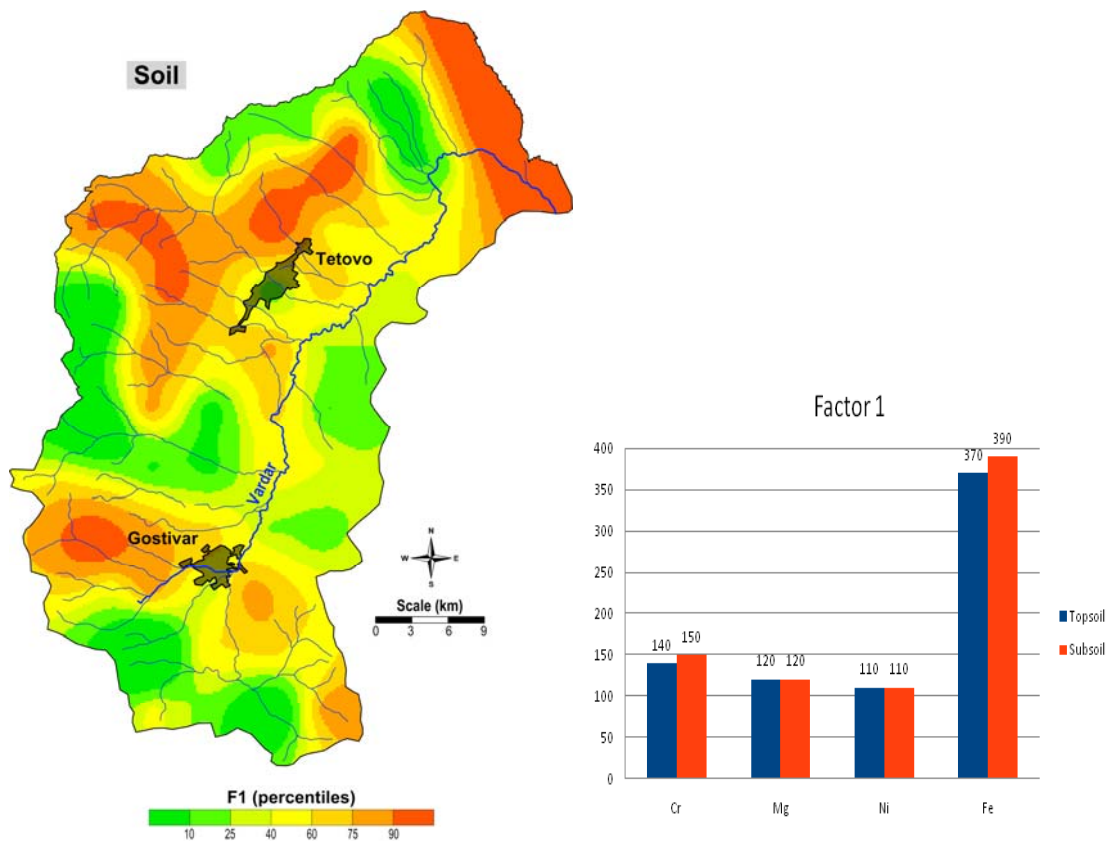 Soil
Tetovo
Vardar
Gostivar
N
W E
S
Scale (km)
0 3 6 9
F1 (percentiles)
10 25 40 60 75 90
Factor 1
400
350
300
250
200
150
100
50
0
140 150
120 120
110 110
370 390
Cr Mg Ni Fe
Topsoil
Subsoil